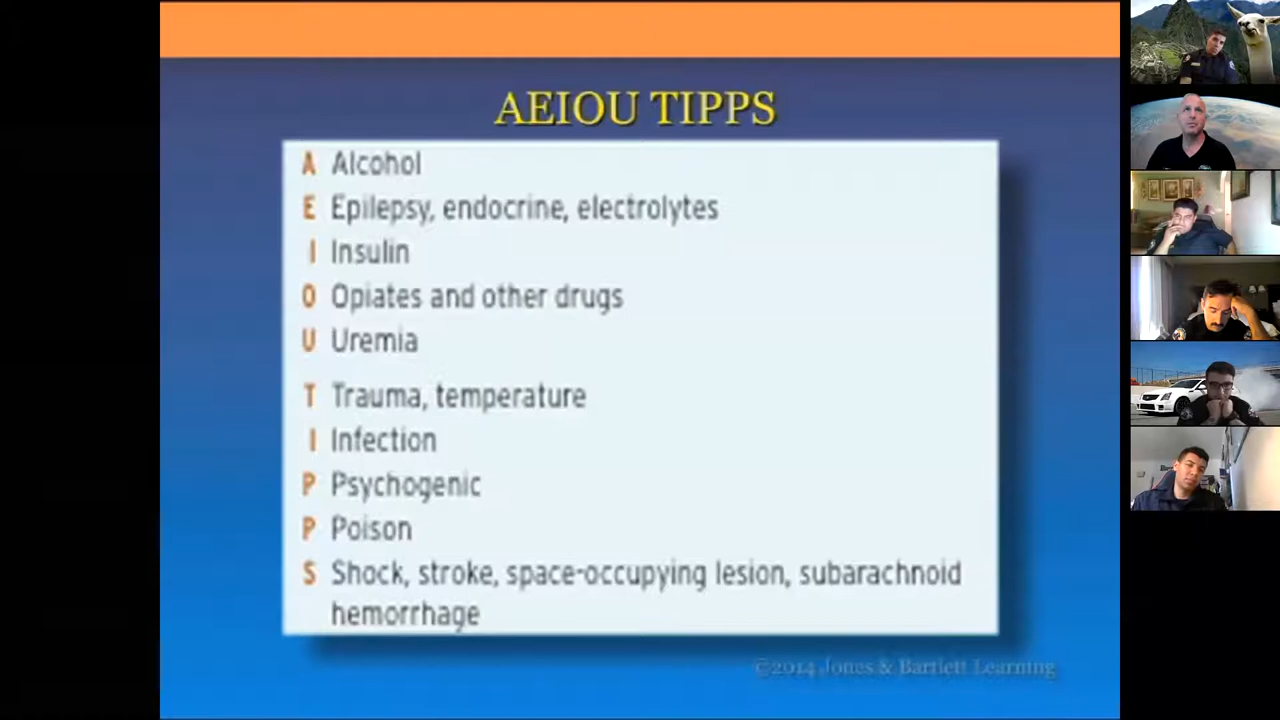 AEIOU TIPPS
A Alcohol
E Epilepsy, endocrine, electrolytes
I Insulin
O Opiates and other drugs
U Uremia
T Trauma, temperature
I Infection
P Psychogenic
P Poison
S Shock, stroke, space-occupying lesion, subarachnoid
hemorrhage
©2014 Jones & Bartlett Learning